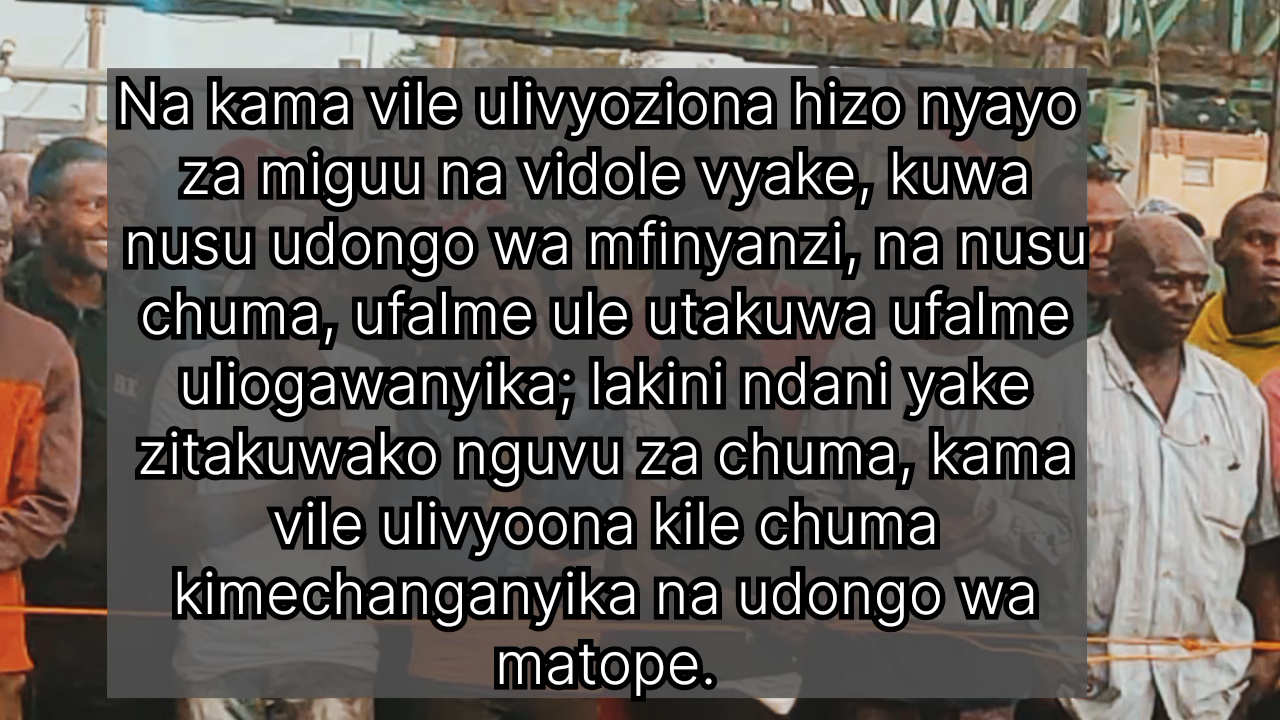 Na kama vile ulivyoziona hizo nyayo
za miguu na vidole vyake, kuwa
nusu udongo wa mfinyanzi, na nusu
chuma, ufalme ule utakuwa ufalme
uliogawanyika; lakini ndani yake
zitakuwako nguvu za chuma, kama
vile ulivyoona kile chuma
kimechanganyika na udongo wa
matope.